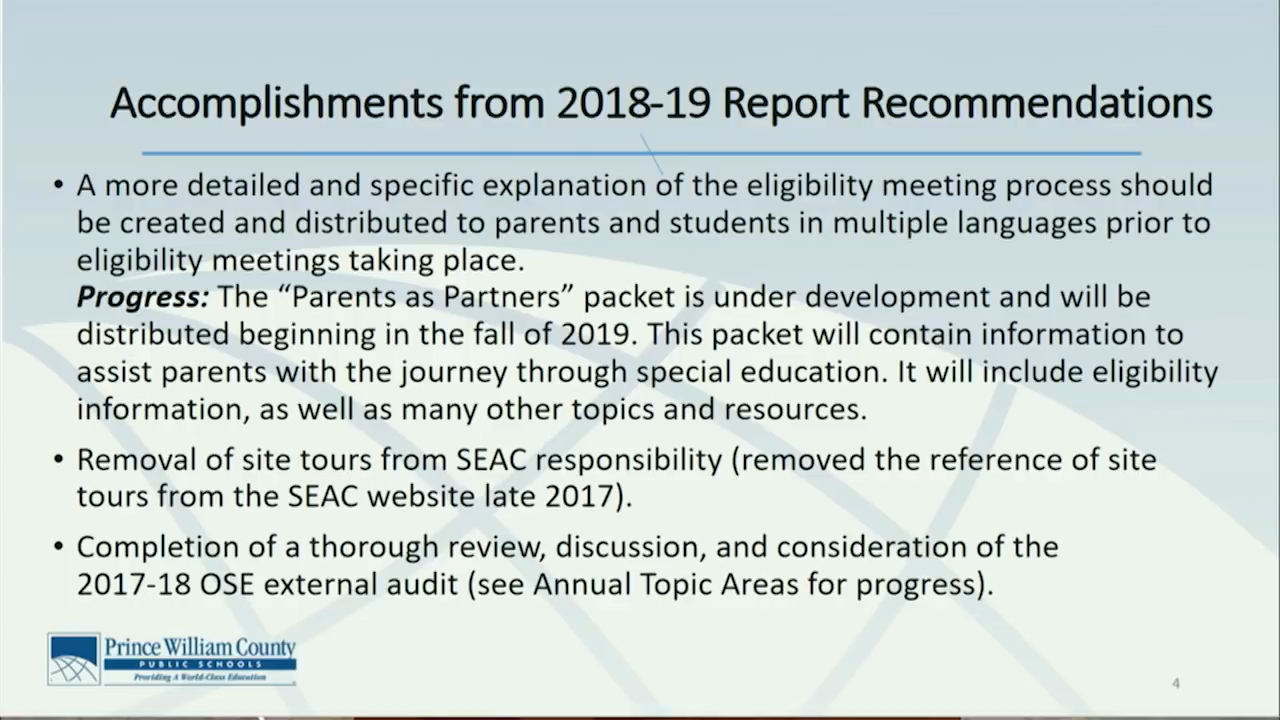 Accomplishments from 2018-19 Report Recommendations
• A more detailed and specific explanation of the eligibility meeting process should
be created and distributed to parents and students in multiple languages prior to
eligibility meetings taking place.
Progress: The “Parents as Partners” packet is under development and will be
distributed beginning in the fall of 2019. This packet will contain information to
assist parents with the journey through special education. It will include eligibility
information, as well as many other topics and resources.
• Removal of site tours from SEAC responsibility (removed the reference of site
tours from the SEAC website late 2017).
• Completion of a thorough review, discussion, and consideration of the
2017-18 OSE external audit (see Annual Topic Areas for progress).
Prince William County
PUBLIC SCHOOLS
Providing A World-Class Education
4